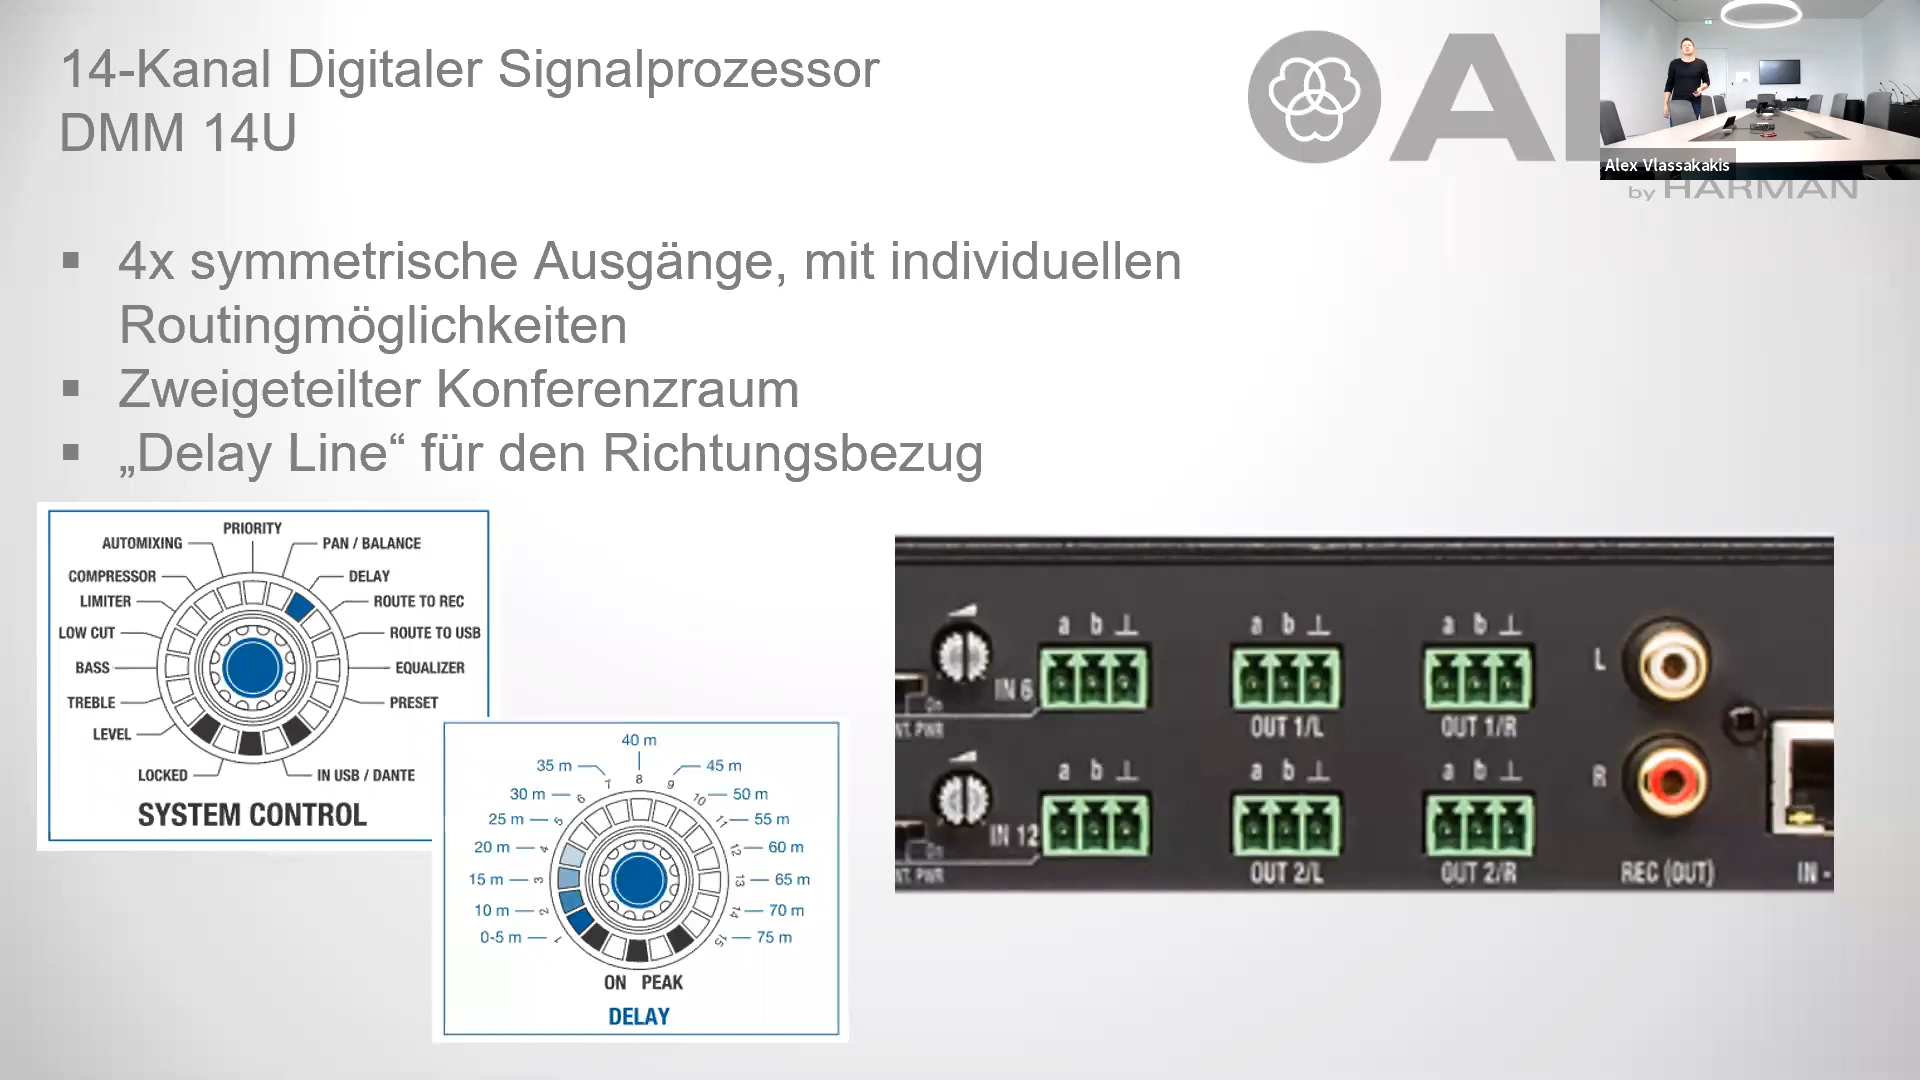 14-Kanal Digitaler Signalprozessor
DMM 14U
by HARMAN
Alex Vlassakakis
▪ 4x symmetrische Ausgänge, mit individuellen
Routingmöglichkeiten
▪ Zweigeteilter Konferenzraum
▪ „Delay Line“ für den Richtungsbezug
PRIORITY
AUTOMIXING
PAN / BALANCE
COMPRESSOR
DELAY
LIMITER
ROUTE TO REC
LOW CUT
ROUTE TO USB
BASS
EQUALIZER
TREBLE
PRESET
LEVEL
LOCKED
IN USB / DANTE
SYSTEM CONTROL
40 m
35 m
45 m
30 m
50 m
25 m
55 m
20 m
60 m
15 m
65 m
10 m
70 m
0-5 m
75 m
1 2 3 4 5 6 7 8 9 10 11 12 13 14 15
ON PEAK
DELAY
a b ⊥
a b ⊥
a b ⊥
L
IN 6
On
PWR
OUT 1/L
OUT 1/R
a b ⊥
a b ⊥
a b ⊥
R
IN 12
On
PWR
OUT 2/L
OUT 2/R
REC (OUT)
IN -